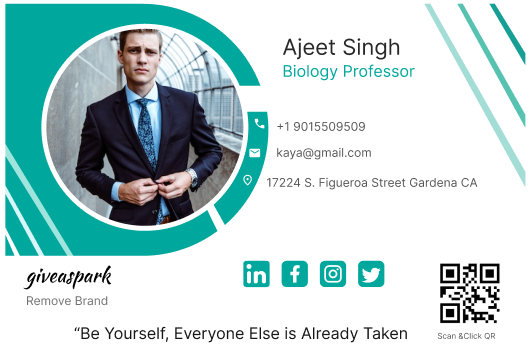 Ajeet Singh
Biology Professor
+1 9015509509
kaya@gmail.com
17224 S. Figueroa Street Gardena CA
giveaspark
Remove Brand
in f
Scan &Click QR
“Be Yourself, Everyone Else is Already Taken